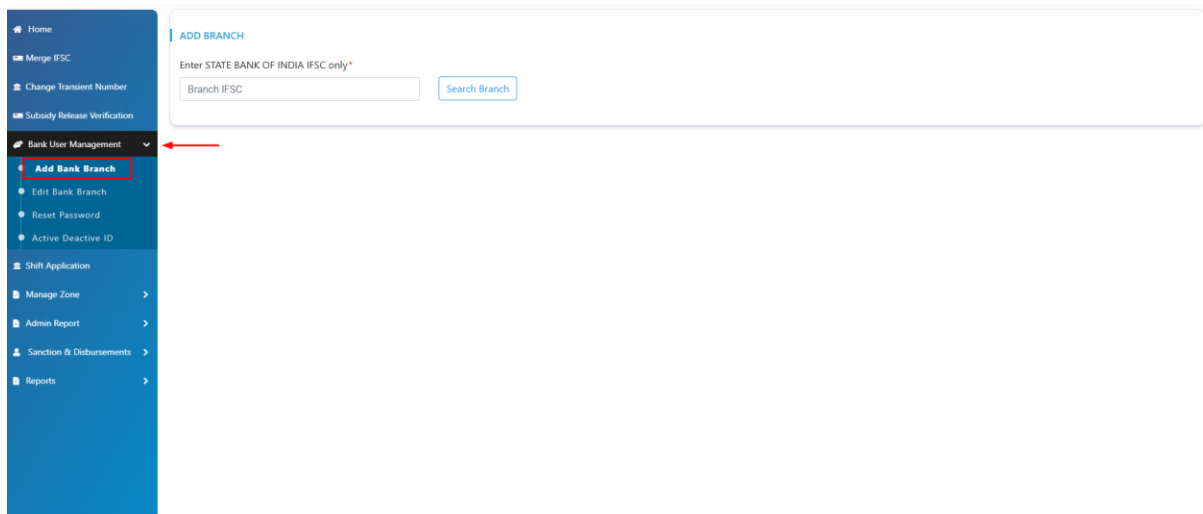 Home
Merge IFSC
Change Transient Number
Subsidy Release Verification
Bank User Management
Add Bank Branch
Edit Bank Branch
Reset Password
Active Deactive ID
Shift Application
Manage Zone
Admin Report
Sanction & Disbursements
Reports
ADD BRANCH
Enter STATE BANK OF INDIA IFSC only*
Branch IFSC
Search Branch